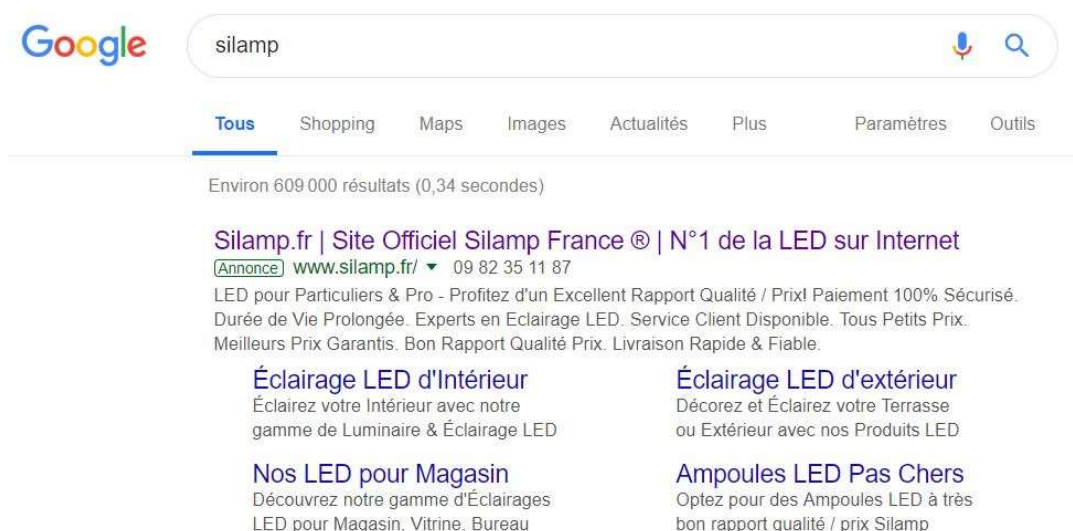 Google silamp
Tous Shopping Maps Images Actualités Plus Paramètres Outils
Environ 609 000 résultats (0,34 secondes)
Silamp.fr | Site Officiel Silamp France ® | N°1 de la LED sur Internet
Annonce www.silamp.fr/ 09 82 35 11 87
LED pour Particuliers & Pro - Profitez d'un Excellent Rapport Qualité / Prix! Paiement 100% Sécurisé.
Durée de Vie Prolongée. Experts en Eclairage LED. Service Client Disponible. Tous Petits Prix.
Meilleurs Prix Garantis. Bon Rapport Qualité Prix. Livraison Rapide & Fiable.
Éclairage LED d'Intérieur
Éclairez votre Intérieur avec notre
gamme de Luminaire & Éclairage LED
Éclairage LED d'extérieur
Décorez et Éclairez votre Terrasse
ou Extérieur avec nos Produits LED
Nos LED pour Magasin
Découvrez notre gamme d'Éclairages
LED pour Magasin, Vitrine, Bureau
Ampoules LED Pas Chers
Optez pour des Ampoules LED à très
bon rapport qualité / prix Silamp